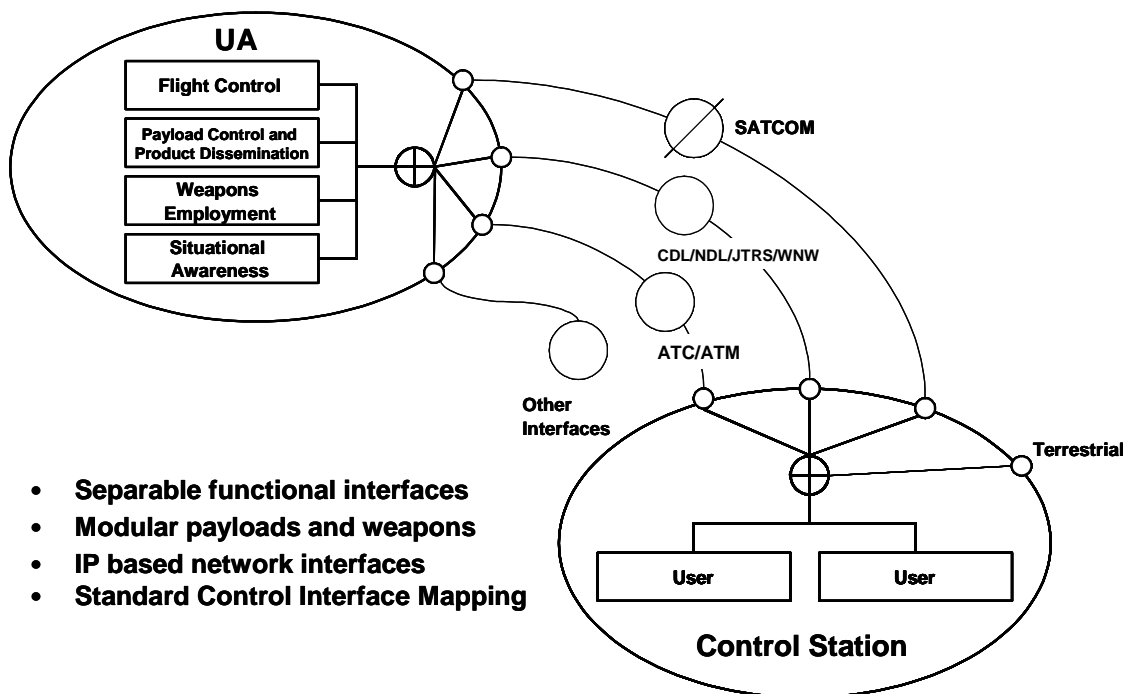 UA
Flight Control
Payload Control and
Product Dissemination
Weapons
Employment
Situational
Awareness
SATCOM
CDL/NDL/JTRS/WNW
ATC/ATM
Other
Interfaces
Terrestrial
• Separable functional interfaces
• Modular payloads and weapons
• IP based network interfaces
• Standard Control Interface Mapping
User
User
Control Station